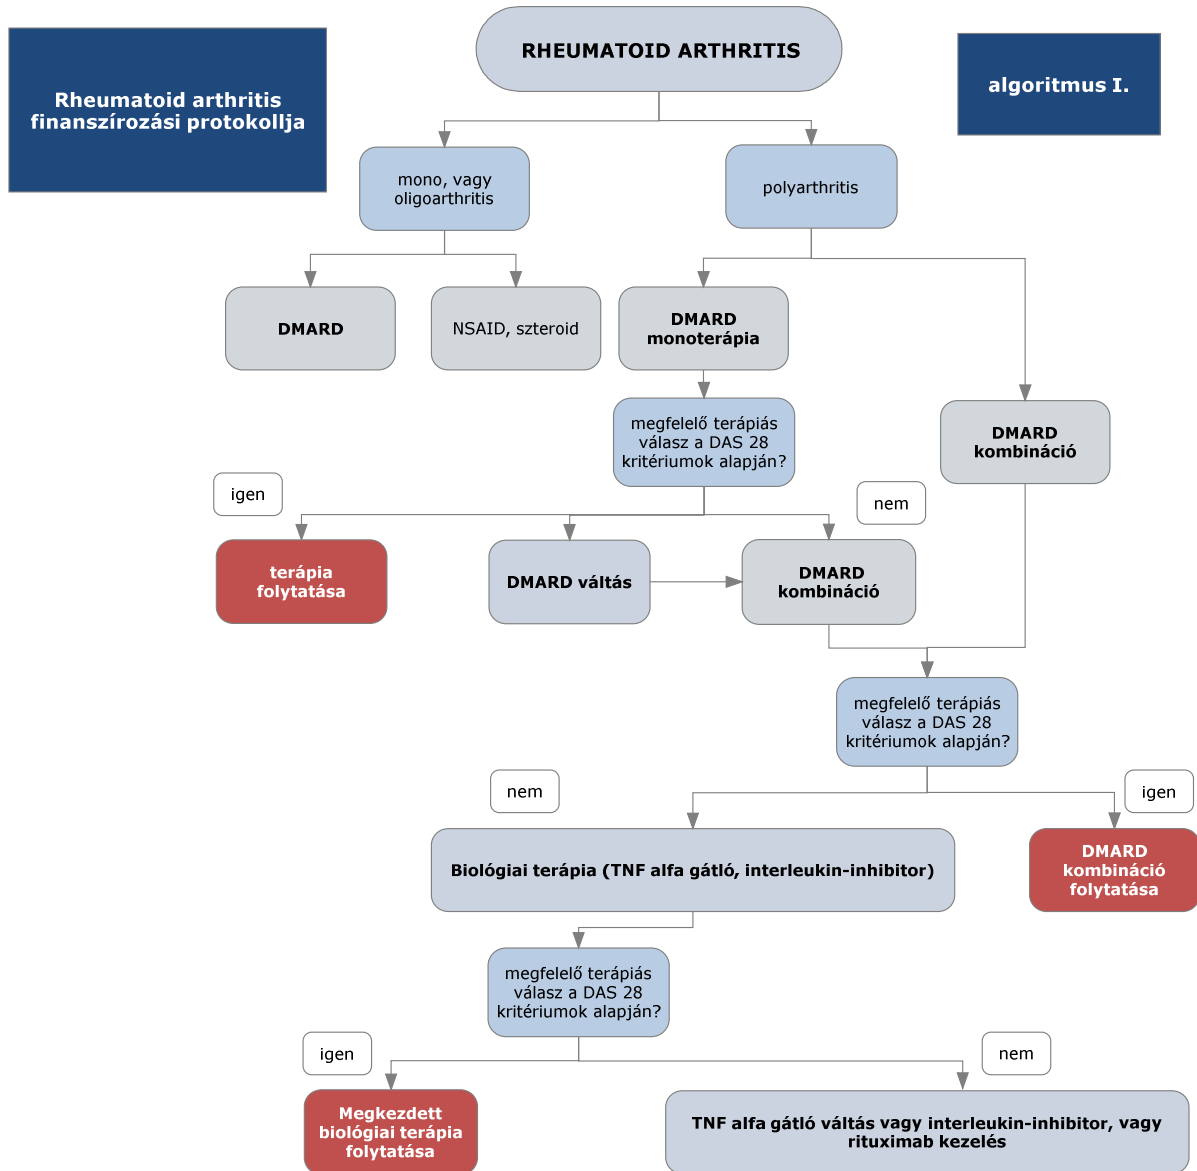 RHEUMATOID ARTHRITIS
Rheumatoid arthritis
finanszírozási protokollja
algoritmus I.
mono, vagy
oligoarthritis
polyarthritis
DMARD
NSAID, szteroid
DMARD
monoterápia
megfelelő terápiás
válasz a DAS 28
kritériumok alapján?
DMARD
kombináció
igen
nem
terápia
folytatása
DMARD váltás
DMARD
kombináció
megfelelő terápiás
válasz a DAS 28
kritériumok alapján?
nem
igen
Biológiai terápia (TNF alfa gátló, interleukin-inhibitor)
DMARD
kombináció
folytatása
megfelelő terápiás
válasz a DAS 28
kritériumok alapján?
igen
nem
Megkezdett
biológiai terápia
folytatása
TNF alfa gátló váltás vagy interleukin-inhibitor, vagy
rituximab kezelés